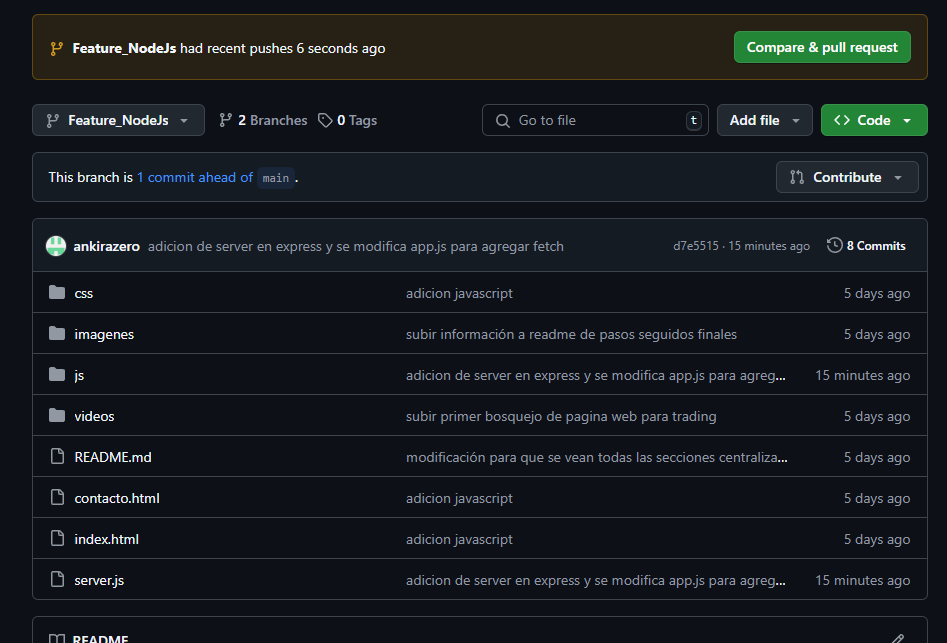 Feature_NodeJs had recent pushes 6 seconds ago Compare & pull request
Feature_NodeJs 2 Branches 0 Tags Go to file t Add file Code
This branch is 1 commit ahead of main . Contribute
ankirazero adicion de server en express y se modifica app.js para agregar fetch d7e5515 · 15 minutes ago 8 Commits
css adicion javascript 5 days ago
imagenes subir información a readme de pasos seguidos finales 5 days ago
js adicion de server en express y se modifica app.js para agreg... 15 minutes ago
videos subir primer bosquejo de pagina web para trading 5 days ago
README.md modificación para que se vean todas las secciones centraliza... 5 days ago
contacto.html adicion javascript 5 days ago
index.html adicion javascript 5 days ago
server.js adicion de server en express y se modifica app.js para agreg... 15 minutes ago
README